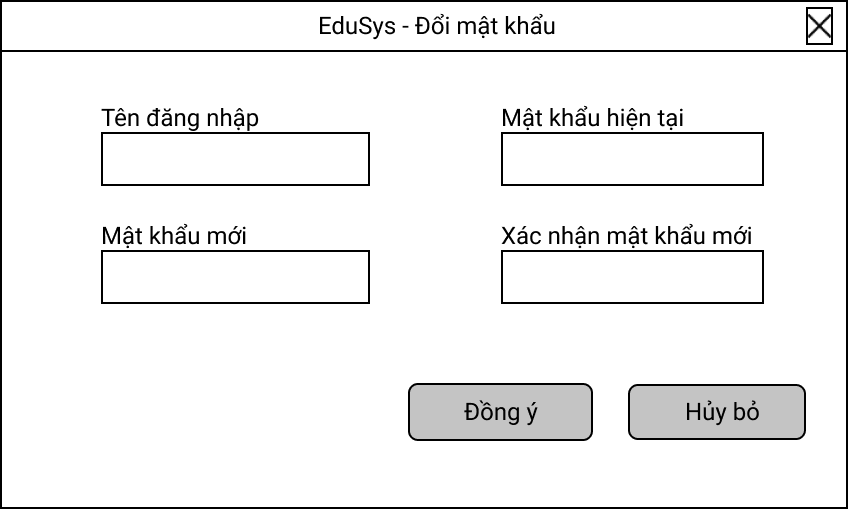 EduSys - Đổi mật khẩu
Tên đăng nhập
Mật khẩu hiện tại
Mật khẩu mới
Xác nhận mật khẩu mới
Đồng ý
Hủy bỏ